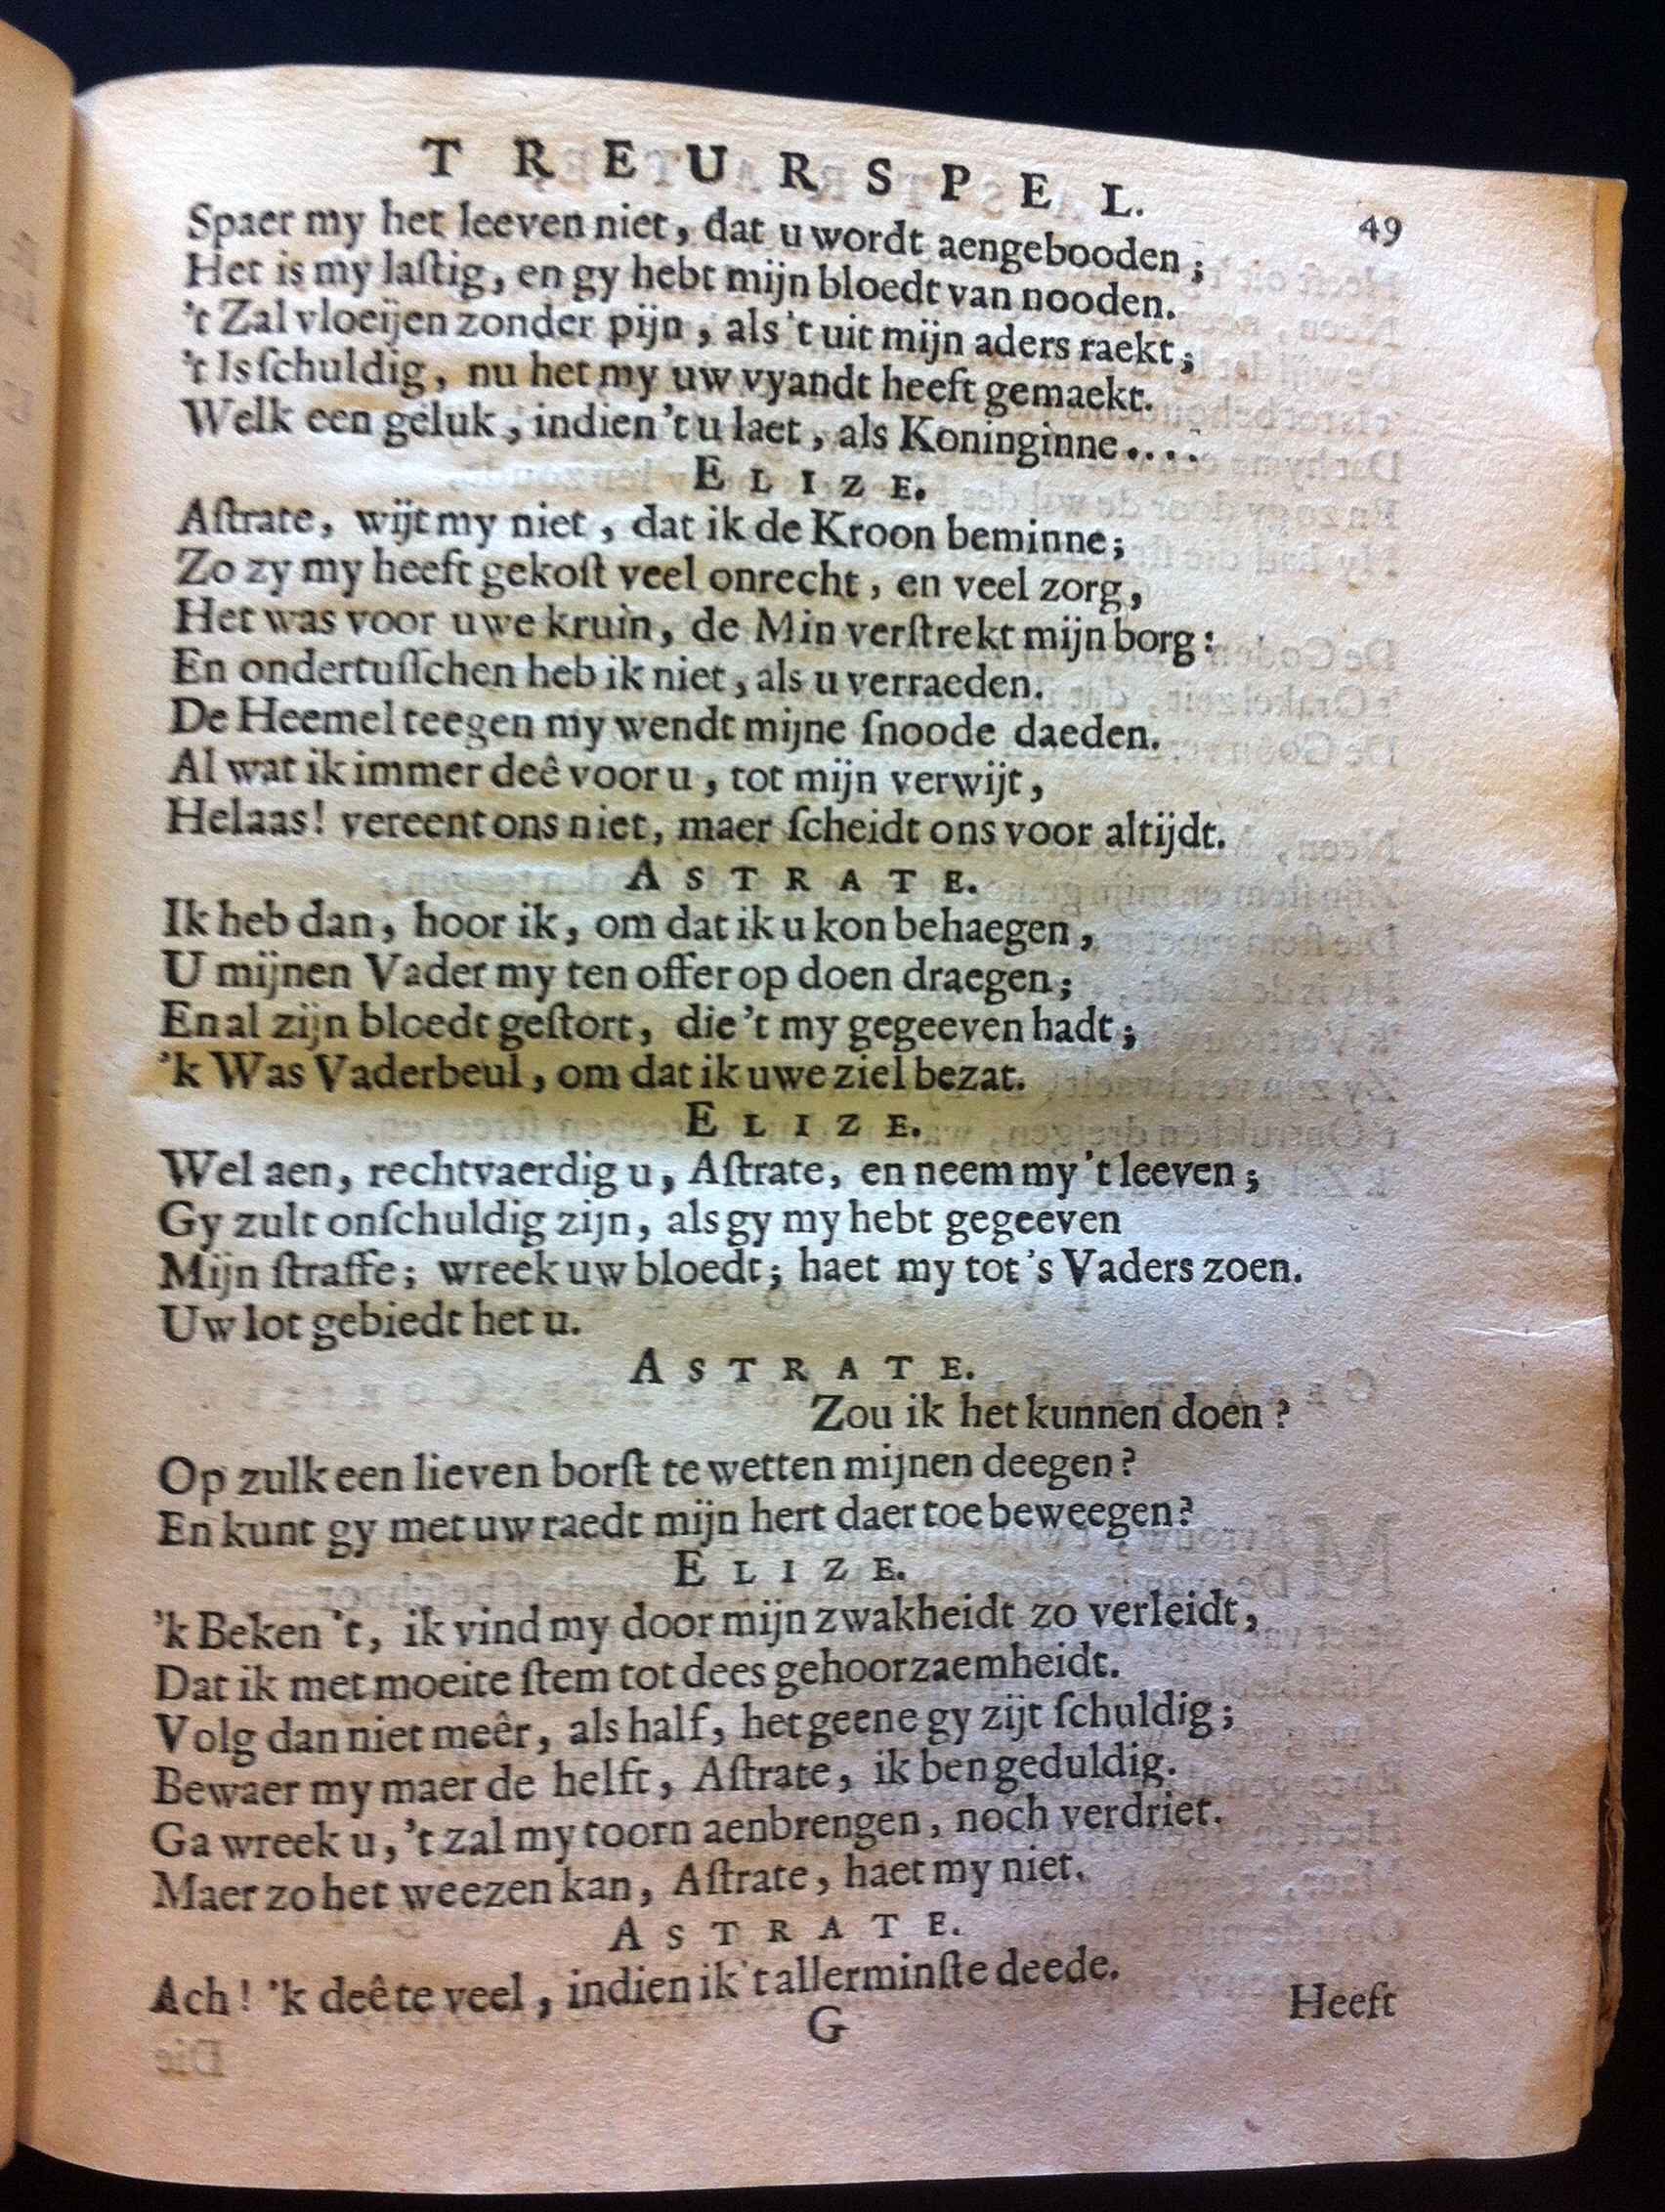 TREURSPEL.
49
Spaer my het leeven niet, dat u wordt aengebooden;
Het is my laſtig, en gy hebt mijn bloedt van nooden.
't Zal vloeijen zonder pijn, als 't uit mijn aders raekt;
't Is ſchuldig, nu het my uw vyandt heeft gemaekt.
Welk een geluk, indien 't u laet, als Koninginne....
ELIZE.
Aſtrate, wijt my niet, dat ik de Kroon beminne;
Zo zy my heeft gekoſt veel onrecht, en veel zorg,
Het was voor uwe kruin, de Min verſtrekt mijn borg:
En ondertuſſchen heb ik niet, als u verraeden.
De Heemel teegen my wendt mijne ſnoode daeden.
Al wat ik immer deê voor u, tot mijn verwijt,
Helaas! vereent ons niet, maer ſcheidt ons voor altijdt.
ASTRATE.
Ik heb dan, hoor ik, om dat ik u kon behaegen,
U mijnen Vader my ten offer op doen draegen;
En al zijn bloedt geſtort, die 't my gegeeven hadt;
'k Was Vaderbeul, om dat ik uwe ziel bezat.
ELIZE.
Wel aen, rechtvaerdig u, Aſtrate, en neem my 't leeven;
Gy zult onſchuldig zijn, als gy my hebt gegeeven
Mijn ſtraffe; wreek uw bloedt; haet my tot 's Vaders zoen.
Uw lot gebiedt het u.
ASTRATE.
Zou ik het kunnen doen?
Op zulk een lieven borſt te wetten mijnen deegen?
En kunt gy met uw raedt mijn hert daer toe beweegen?
ELIZE.
'k Beken 't, ik vind my door mijn zwakheidt zo verleidt,
Dat ik met moeite ſtem tot dees gehoorzaemheidt.
Volg dan niet meêr, als half, het geene gy zijt ſchuldig;
Bewaer my maer de helft, Aſtrate, ik ben geduldig.
Ga wreek u, 't zal my toorn aenbrengen, noch verdriet.
Maer zo het weezen kan, Aſtrate, haet my niet.
ASTRATE.
Ach! 'k deê te veel, indien ik 't allerminſte deede.
G
Heeft